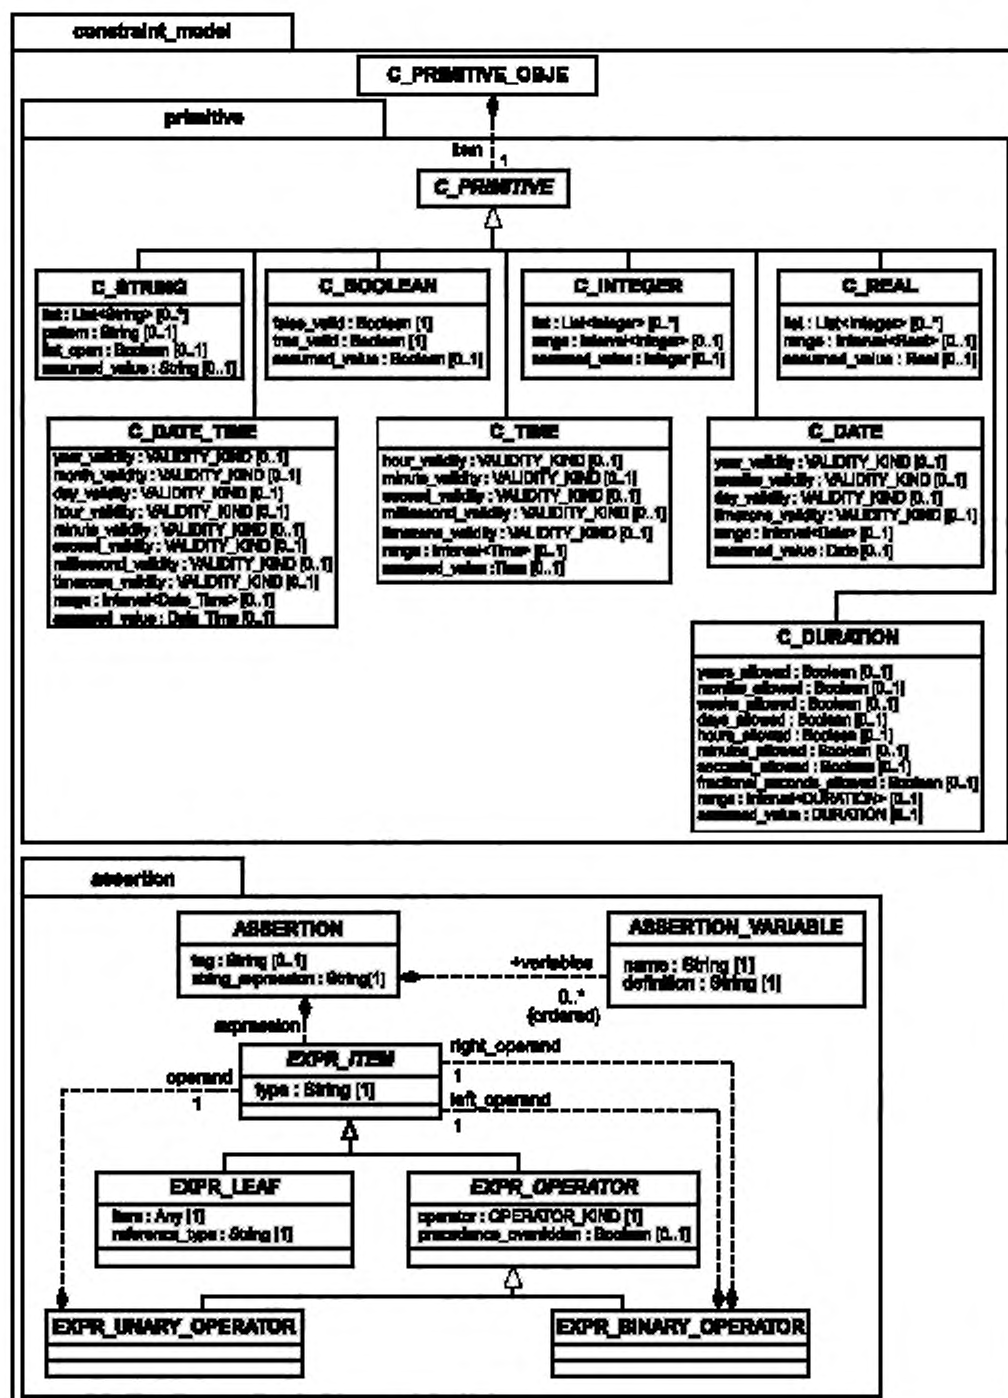 constraint_model
C_PRIMITIVE_OBJE
primitive
item
1
C_PRIMITIVE
C_STRING
list : List<String> [0..*]
pattern : String [0..1]
list_open : Boolean [0..1]
assumed_value : String [0..1]
C_BOOLEAN
false_valid : Boolean [1]
true_valid : Boolean [1]
assumed_value : Boolean [0..1]
C_INTEGER
list : List<Integer> [0..*]
range : Interval<Integer> [0..1]
assumed_value : Integer [0..1]
C_REAL
list : List<Integer> [0..*]
range : Interval<Real> [0..1]
assumed_value : Real [0..1]
C_DATE_TIME
year_validity : VALIDITY_KIND [0..1]
month_validity : VALIDITY_KIND [0..1]
day_validity : VALIDITY_KIND [0..1]
hour_validity : VALIDITY_KIND [0..1]
minute_validity : VALIDITY_KIND [0..1]
second_validity : VALIDITY_KIND [0..1]
millisecond_validity : VALIDITY_KIND [0..1]
timezone_validity : VALIDITY_KIND [0..1]
range : Interval<Date_Time> [0..1]
assumed_value : Date_Time [0..1]
C_TIME
hour_validity : VALIDITY_KIND [0..1]
minute_validity : VALIDITY_KIND [0..1]
second_validity : VALIDITY_KIND [0..1]
millisecond_validity : VALIDITY_KIND [0..1]
timezone_validity : VALIDITY_KIND [0..1]
range : Interval<Time> [0..1]
assumed_value :Time [0..1]
C_DATE
year_validity : VALIDITY_KIND [0..1]
: VALIDITY_KIND [0..1]
day_validity : VALIDITY_KIND [0..1]
timezone_validity : VALIDITY_KIND [0..1]
range : Interval<Date> [0..1]
assumed_value : Date [0..1]
C_DURATION
years_allowed : Boolean [0..1]
months_allowed : Boolean [0..1]
weeks_allowed : Boolean [0..1]
days_allowed : Boolean [0..1]
hours_allowed : Boolean [0..1]
minutes_allowed : Boolean [0..1]
seconds_allowed : Boolean [0..1]
fractional_seconds_allowed : Boolean [0..1]
range : Interval<DURATION> [0..1]
assumed_value : DURATION [0..1]
assertion
ASSERTION
tag : String [0..1]
string_expression : String[1]
+variables
0..*
{ordered}
ASSERTION_VARIABLE
name : String [1]
definition : String [1]
expression
EXPR_ITEM
type : String [1]
operand
1
right_operand
1
left_operand
1
EXPR_LEAF
item : Any [1]
reference_type : String [1]
EXPR_OPERATOR
operator : OPERATOR_KIND [1]
precedence_overridden : Boolean [0..1]
EXPR_UNARY_OPERATOR
EXPR_BINARY_OPERATOR